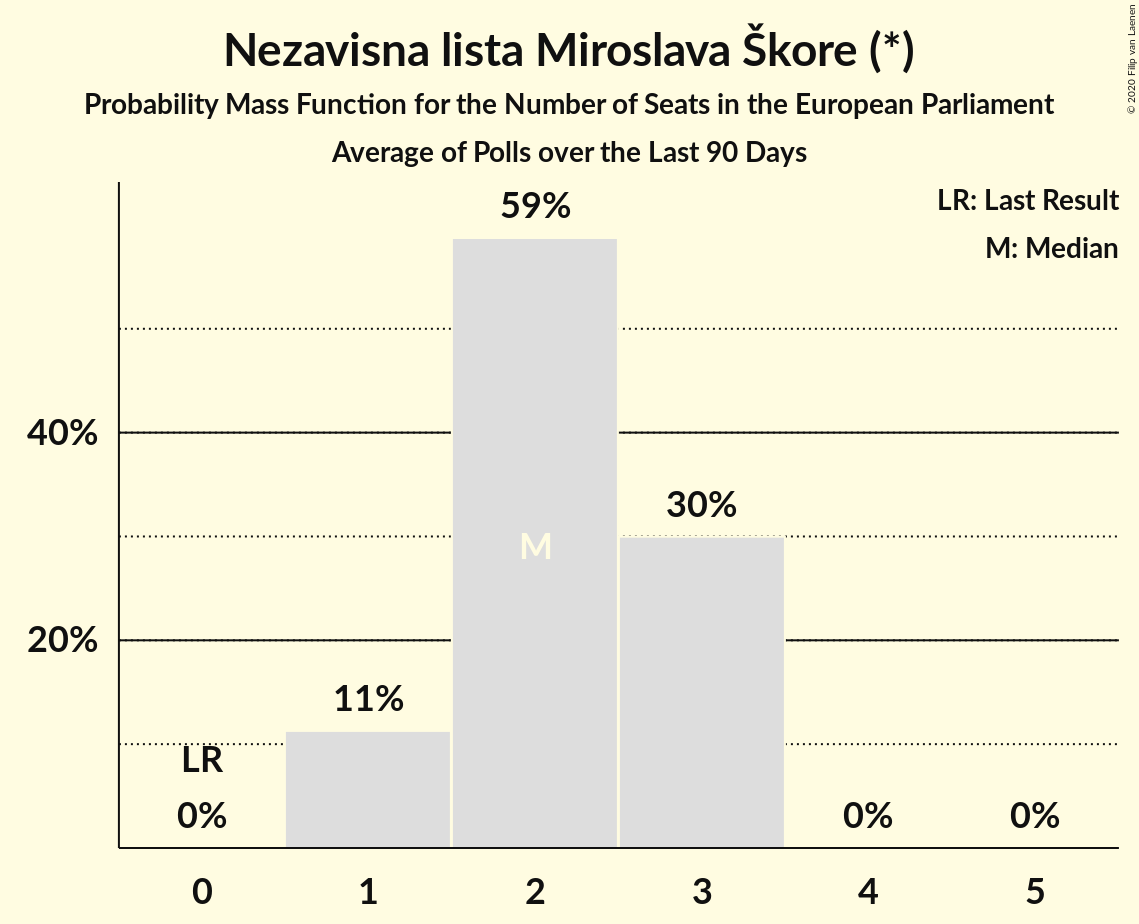 Nezavisna lista Miroslava Škore (*)
Probability Mass Function for the Number of Seats in the European Parliament
Average of Polls over the Last 90 Days
© 2020 Filip van Laenen
LR: Last Result
M: Median
59%
40%
30%
M
20%
11%
LR
0%
0%
0%
0
1
2
3
4
5